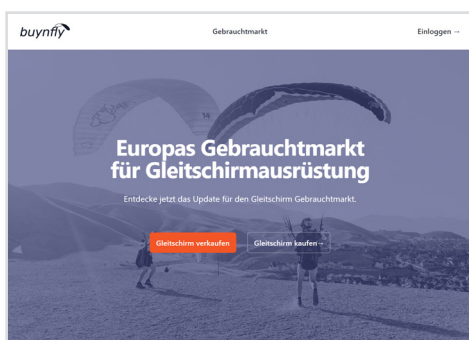 buynfly
Gebrauchtmarkt
Einloggen →
Europas Gebrauchtmarkt
für Gleitschirmausrüstung
Entdecke jetzt das Update für den Gleitschirm Gebrauchtmarkt.
Gleitschirm verkaufen
Gleitschirm kaufen→